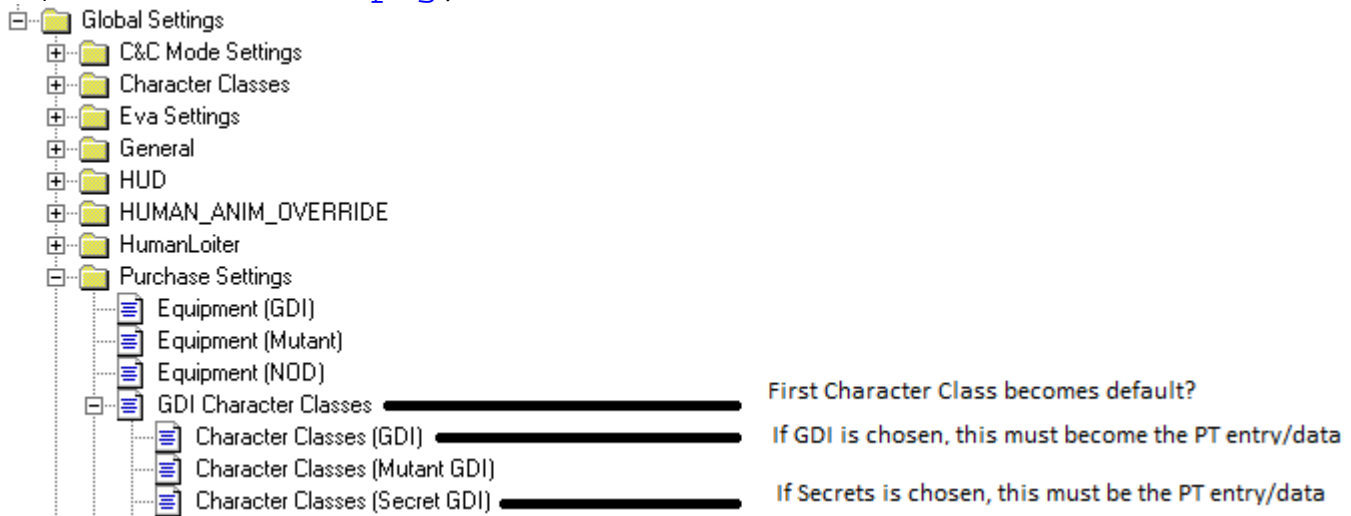 Global Settings
C&C Mode Settings
Character Classes
Eva Settings
General
HUD
HUMAN_ANIM_OVERRIDE
HumanLoiter
Purchase Settings
Equipment (GDI)
Equipment (Mutant)
Equipment (NOD)
GDI Character Classes First Character Class becomes default?
Character Classes (GDI) If GDI is chosen, this must become the PT entry/data
Character Classes (Mutant GDI)
Character Classes (Secret GDI) If Secrets is chosen, this must be the PT entry/data